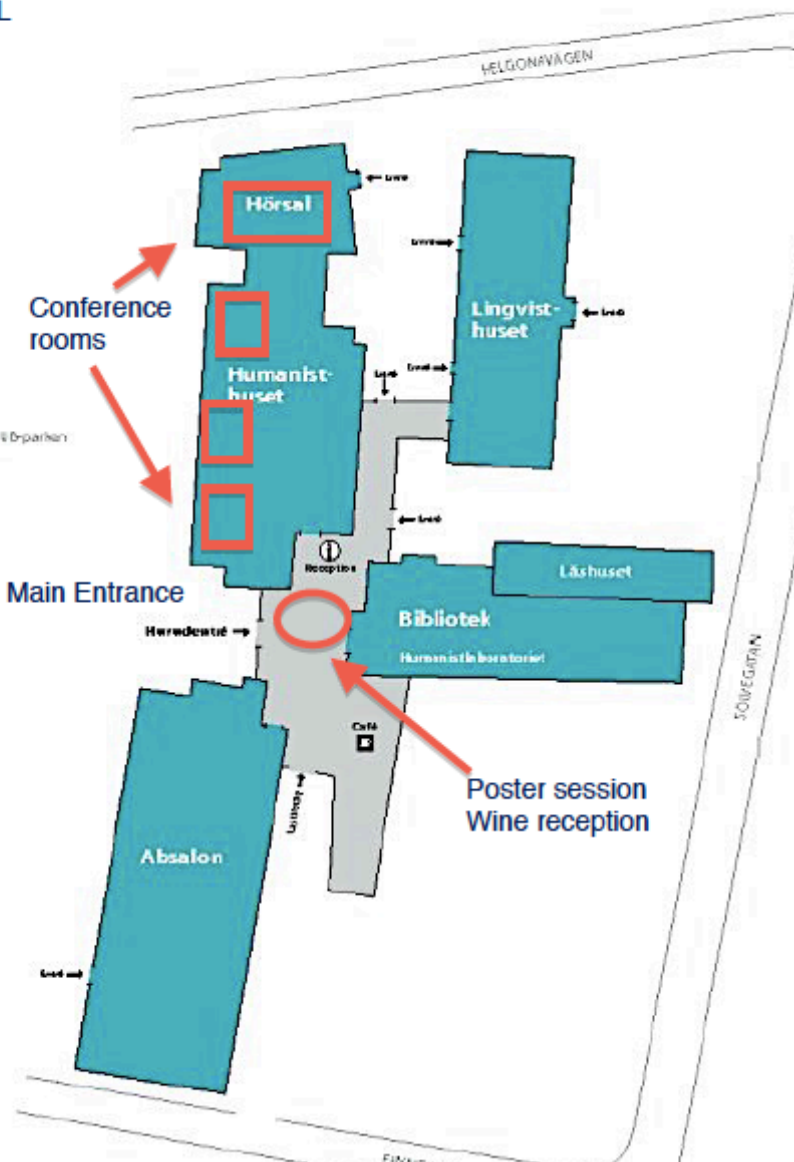 HELGONAVÄGEN
Hörsal
Conference
rooms
Lingvist-
huset
Humanist-
huset
Reception
Main Entrance
Huvudentré
Läshuset
Bibliotek
Humanistlaboratoriet
SÖLVEGATAN
Café
Poster session
Wine reception
Absalon